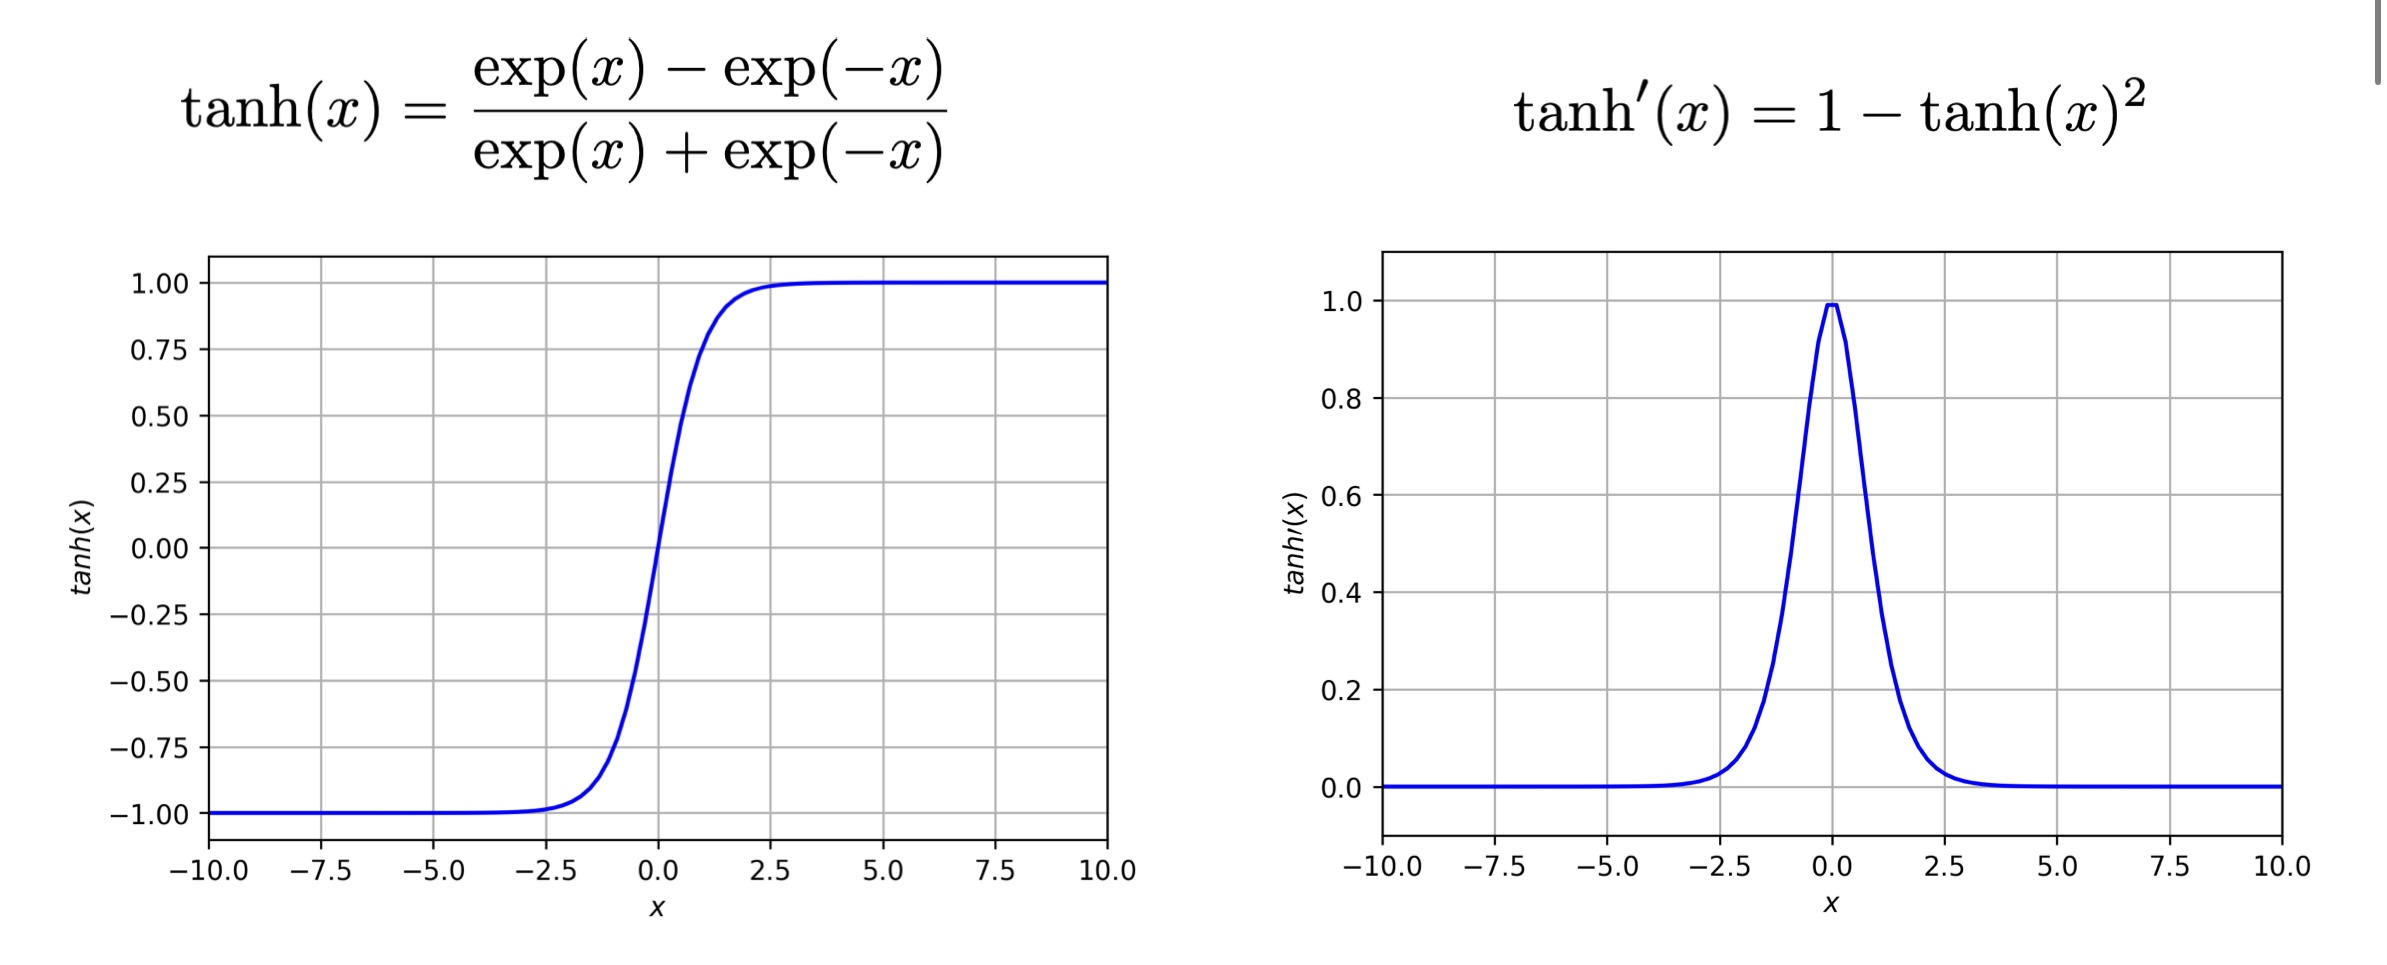 tanh(x) = exp(x) − exp(−x) / exp(x) + exp(−x)
tanh′(x) = 1 − tanh(x)²
1.00
0.75
0.50
0.25
0.00
−0.25
−0.50
−0.75
−1.00
tanh(x)
−10.0 −7.5 −5.0 −2.5 0.0 2.5 5.0 7.5 10.0
x
1.0
0.8
0.6
0.4
0.2
0.0
tanh′(x)
−10.0 −7.5 −5.0 −2.5 0.0 2.5 5.0 7.5 10.0
x